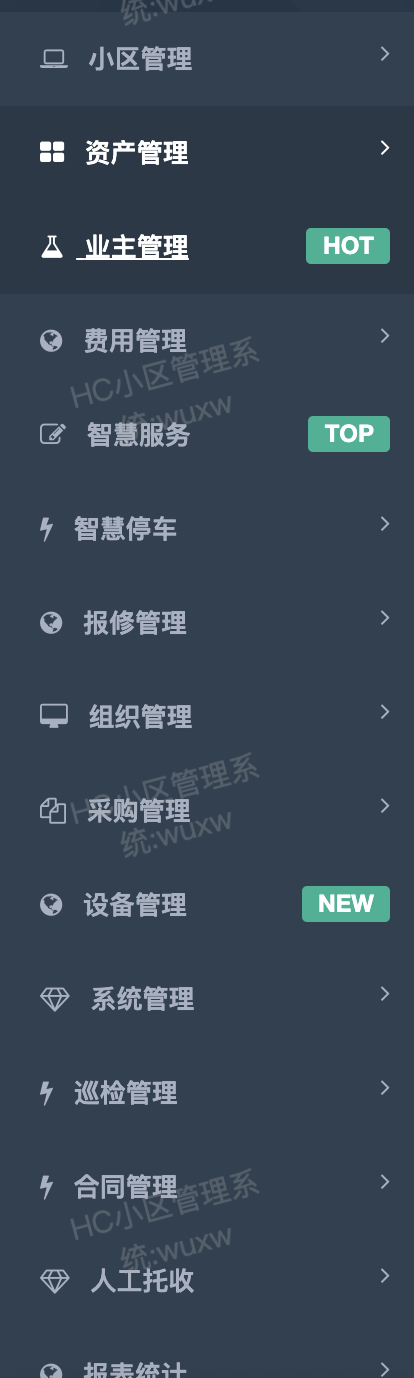 统:wuxw
小区管理
资产管理
业主管理 HOT
费用管理
HC小区管理系
统:wuxw
智慧服务 TOP
智慧停车
报修管理
组织管理
HC小区管理系
采购管理
统:wuxw
设备管理 NEW
系统管理
巡检管理
合同管理
HC小区管理系
统:wuxw
人工托收
报表统计